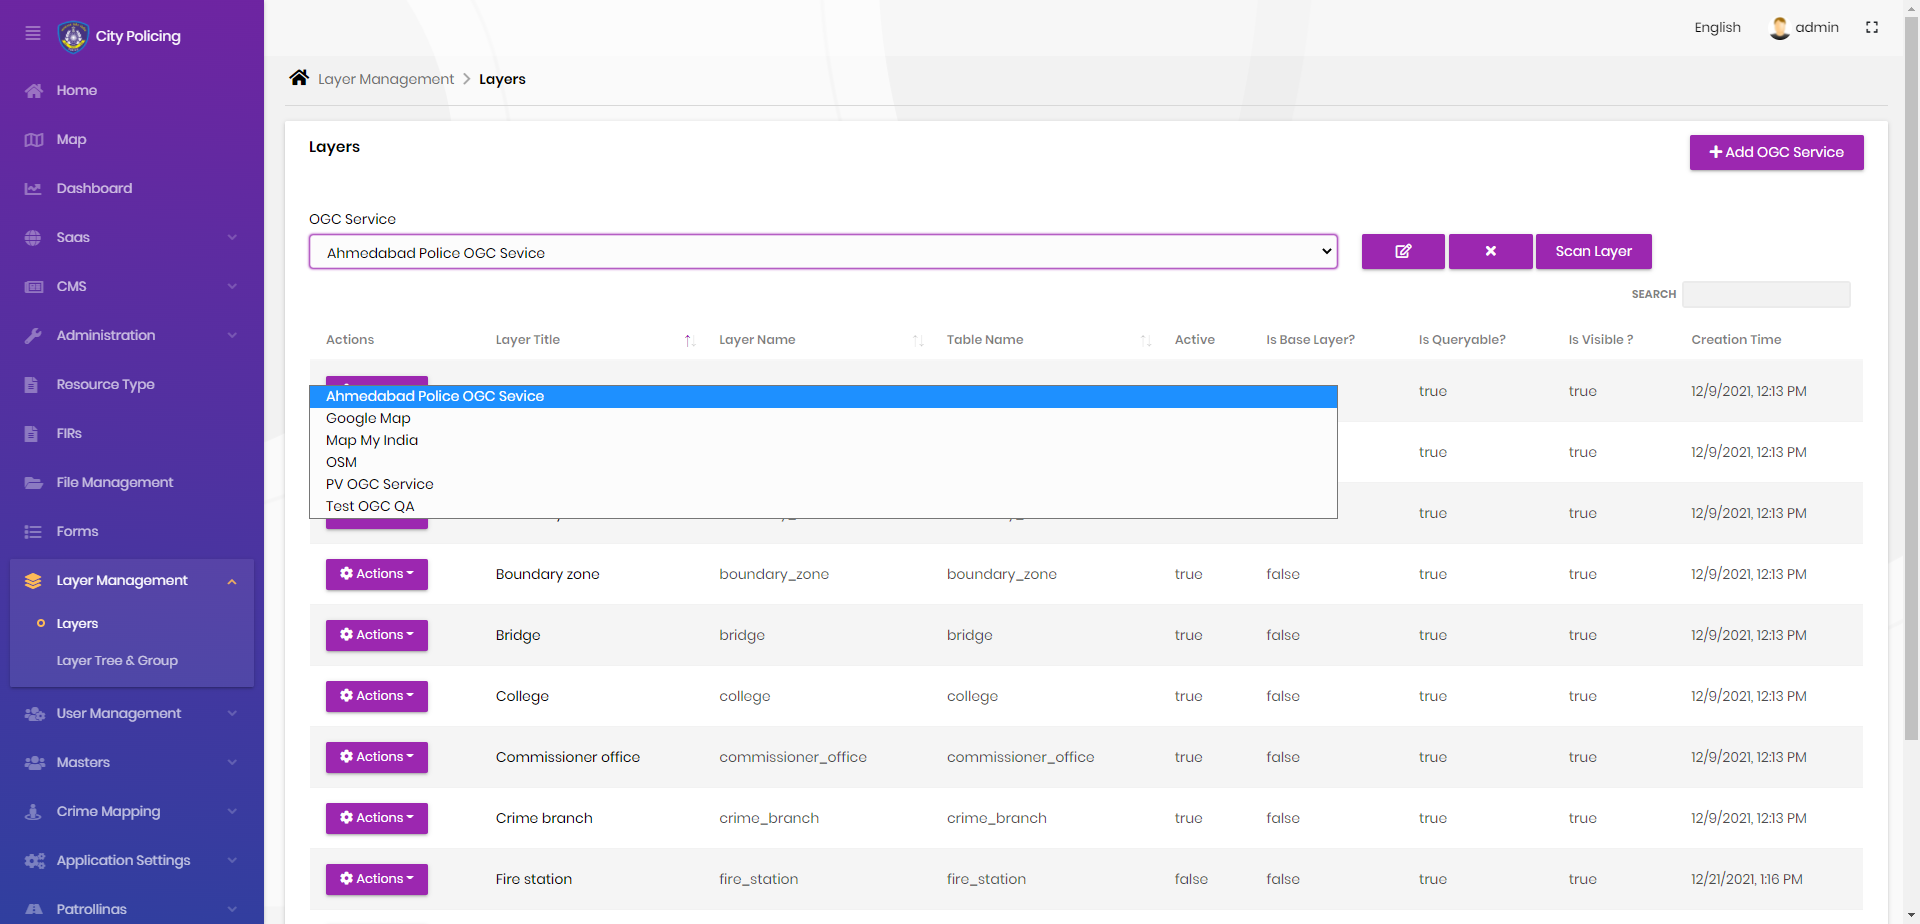 City Policing
Home
Map
Dashboard
Saas
CMS
Administration
Resource Type
FIRs
File Management
Forms
Layer Management
Layers
Layer Tree & Group
User Management
Masters
Crime Mapping
Application Settings
Patrollinas
English admin
Layer Management > Layers
Layers
+ Add OGC Service
OGC Service
Ahmedabad Police OGC Sevice
Scan Layer
SEARCH
Actions Layer Title Layer Name Table Name Active Is Base Layer? Is Queryable? Is Visible ? Creation Time
true true 12/9/2021, 12:13 PM
Ahmedabad Police OGC Sevice
Google Map
Map My India
OSM
PV OGC Service
Test OGC QA
true true 12/9/2021, 12:13 PM
true true 12/9/2021, 12:13 PM
Actions Boundary zone boundary_zone boundary_zone true false true true 12/9/2021, 12:13 PM
Actions Bridge bridge bridge true false true true 12/9/2021, 12:13 PM
Actions College college college true false true true 12/9/2021, 12:13 PM
Actions Commissioner office commissioner_office commissioner_office true false true true 12/9/2021, 12:13 PM
Actions Crime branch crime_branch crime_branch true false true true 12/9/2021, 12:13 PM
Actions Fire station fire_station fire_station false false true true 12/21/2021, 1:16 PM